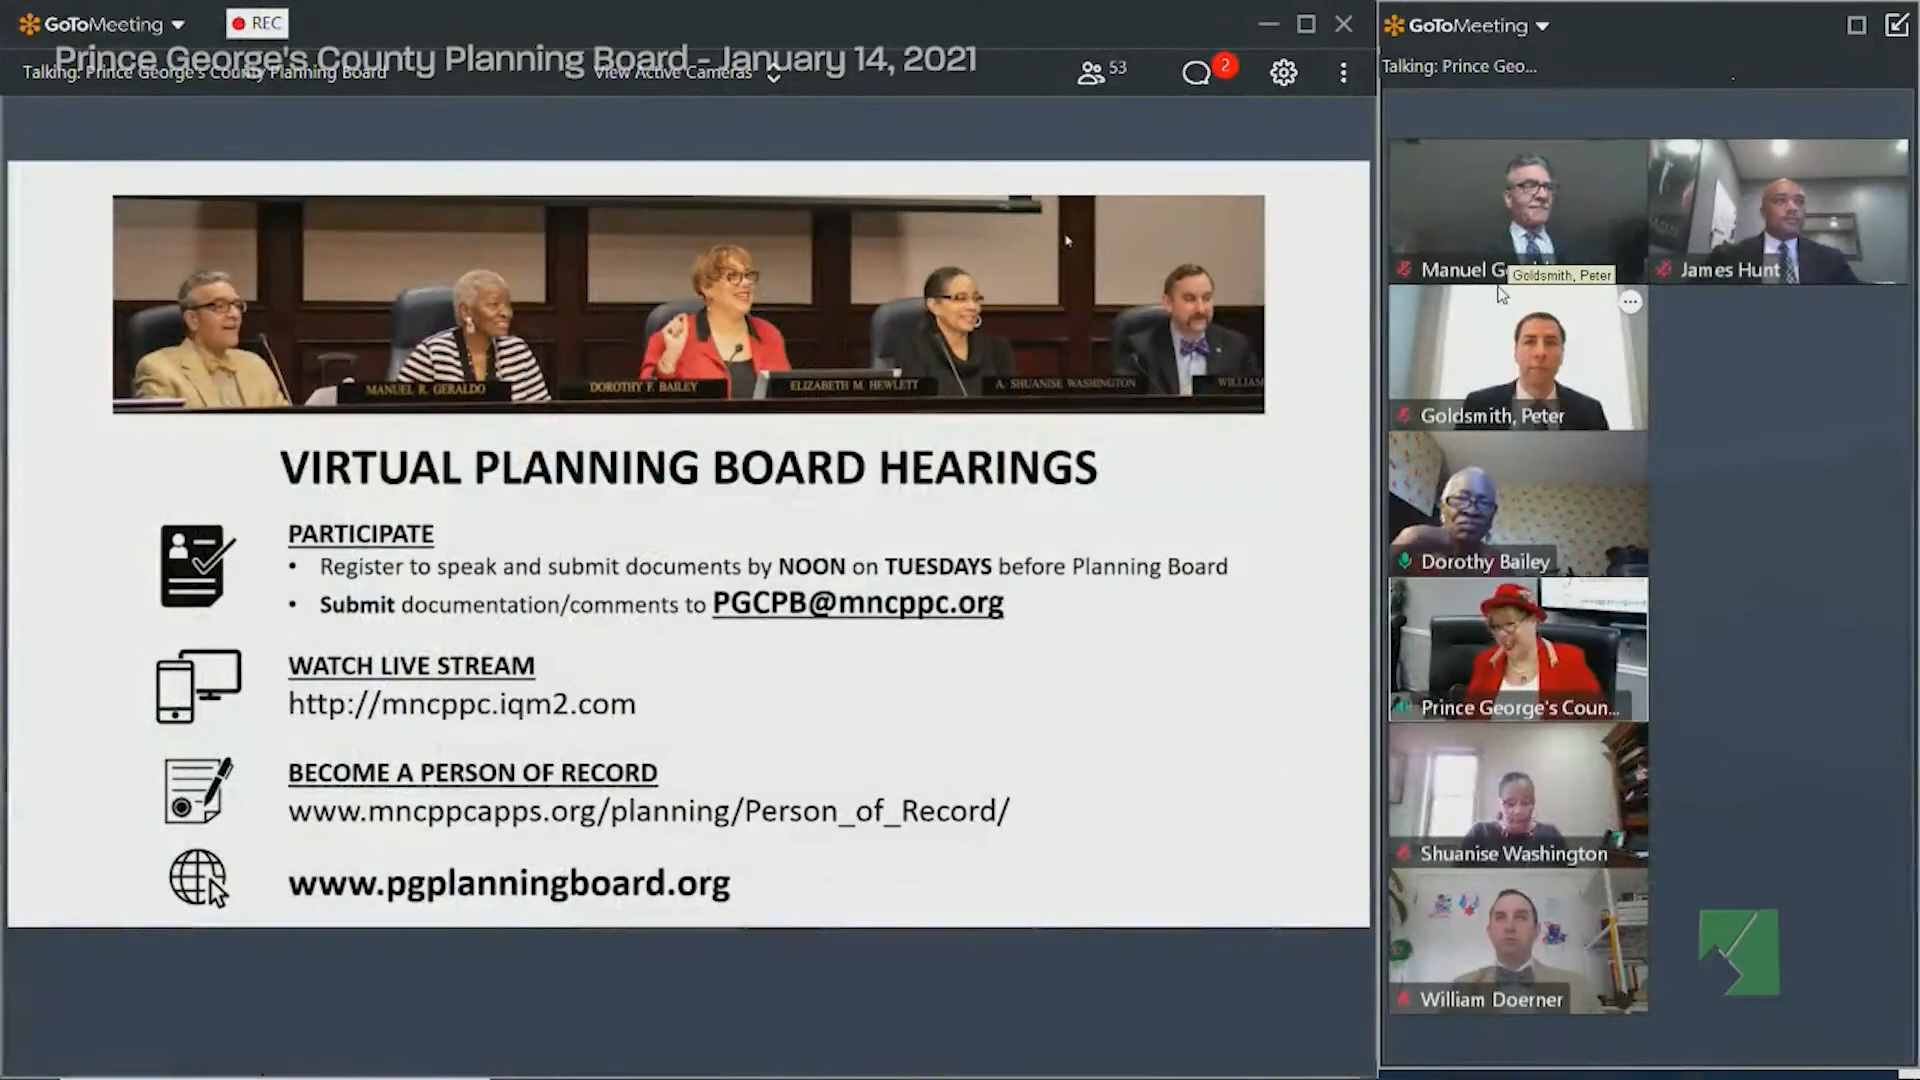 GoToMeeting
REC
Prince George's County Planning Board - January 14, 2021
Talking: Prince George's County Planning Board
View Active Cameras
53
2
MANUEL R. GERALDO
DOROTHY F. BAILEY
ELIZABETH M. HEWLETT
A. SHUANISE WASHINGTON
WILLIAM
VIRTUAL PLANNING BOARD HEARINGS
PARTICIPATE
• Register to speak and submit documents by NOON on TUESDAYS before Planning Board
• Submit documentation/comments to PGCPB@mncppc.org
WATCH LIVE STREAM
http://mncppc.iqm2.com
BECOME A PERSON OF RECORD
www.mncppcapps.org/planning/Person_of_Record/
www.pgplanningboard.org
GoToMeeting
Talking: Prince Geo...
Manuel G
Goldsmith, Peter
James Hunt
Goldsmith, Peter
Dorothy Bailey
Prince George's Coun...
Shuanise Washington
William Doerner